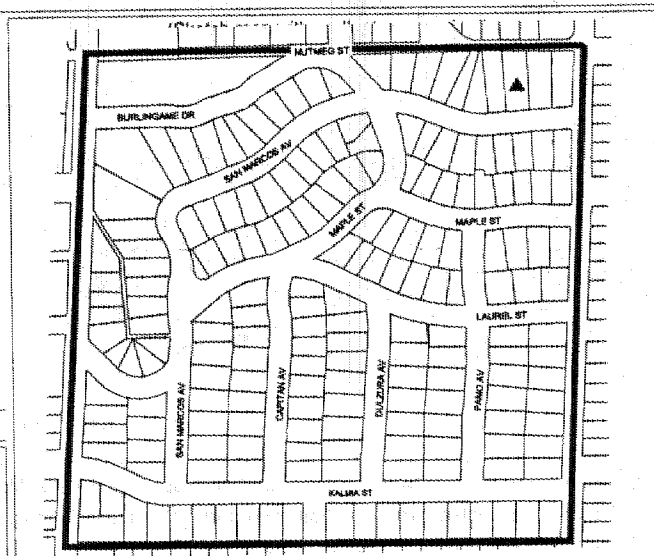 NUTMEG ST
BURLINGAME DR
SAN MARCOS AV
MAPLE ST
MAPLE ST
LAUREL ST
SAN MARCOS AV
CAPITAN AV
DULZURA AV
PAMO AV
KALMIA ST